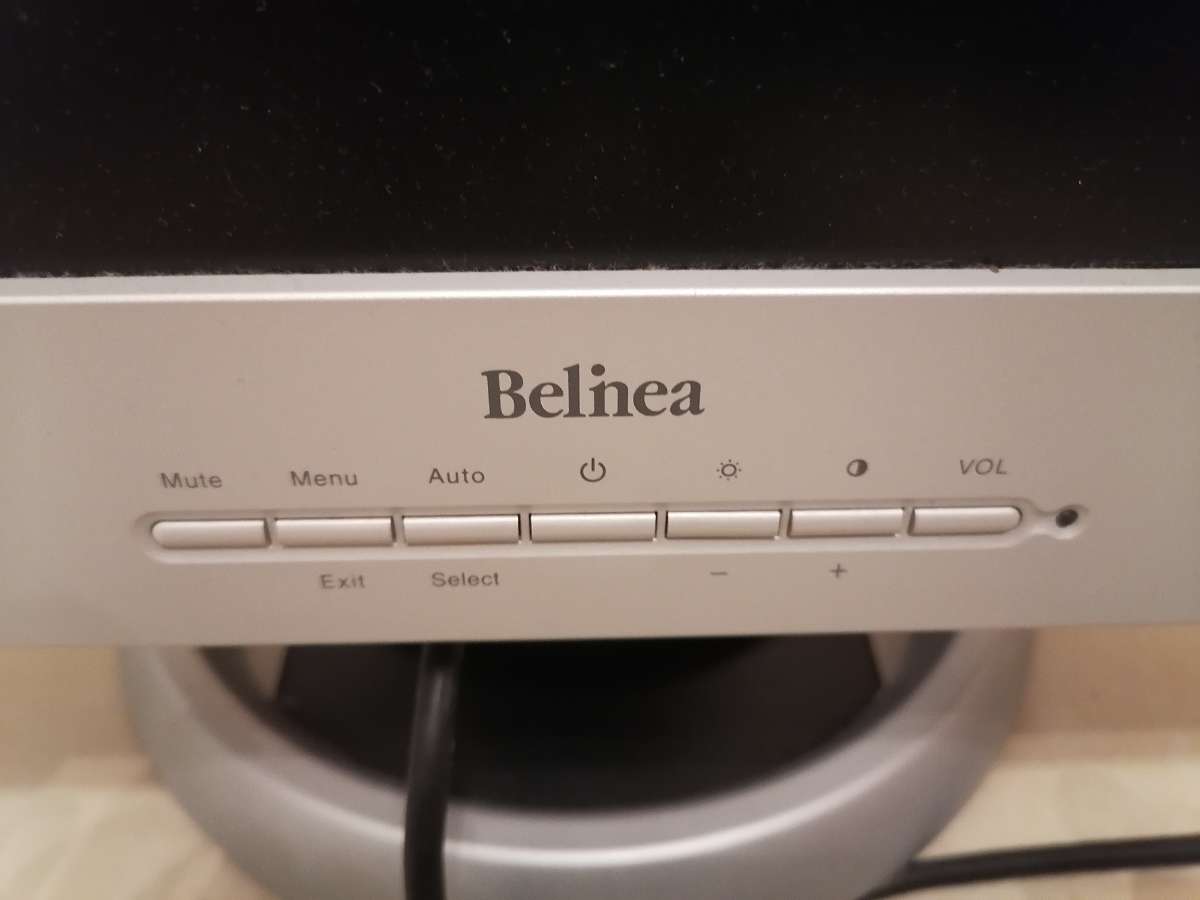 Belinea
Mute Menu Auto VOL
Exit Select − +